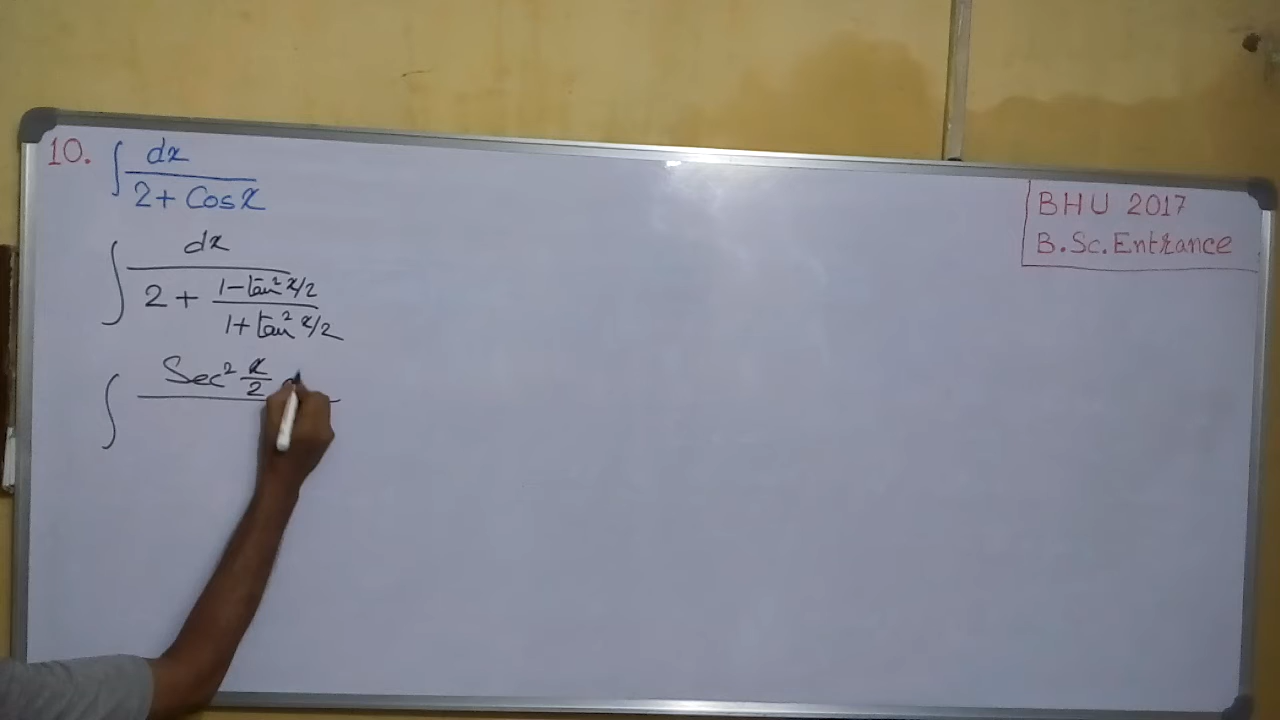 10. ∫ dx / 2 + Cosx
∫ dx / 2 + 1-tan² x/2 / 1+tan² x/2
∫ Sec² x/2
BHU 2017
B.Sc.Entrance